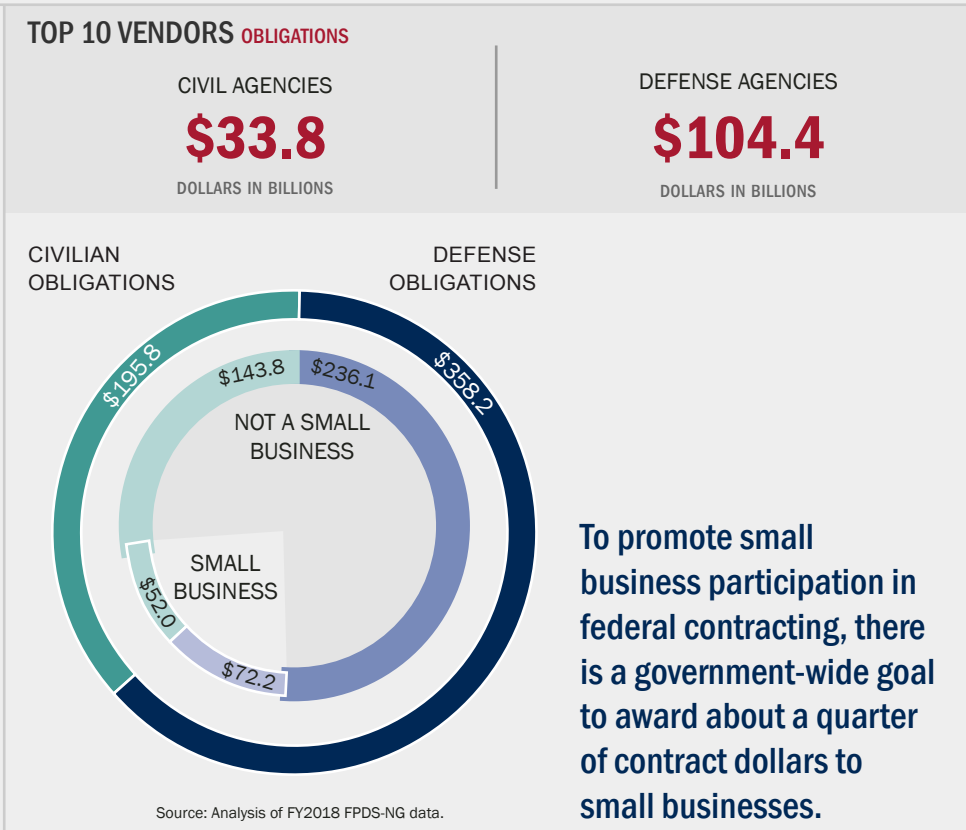 TOP 10 VENDORS OBLIGATIONS
CIVIL AGENCIES
$33.8
DOLLARS IN BILLIONS
DEFENSE AGENCIES
$104.4
DOLLARS IN BILLIONS
CIVILIAN
OBLIGATIONS
DEFENSE
OBLIGATIONS
$195.8
$358.2
$143.8
$236.1
NOT A SMALL
BUSINESS
SMALL
BUSINESS
$52.0
$72.2
To promote small
business participation in
federal contracting, there
is a government-wide goal
to award about a quarter
of contract dollars to
small businesses.
Source: Analysis of FY2018 FPDS-NG data.